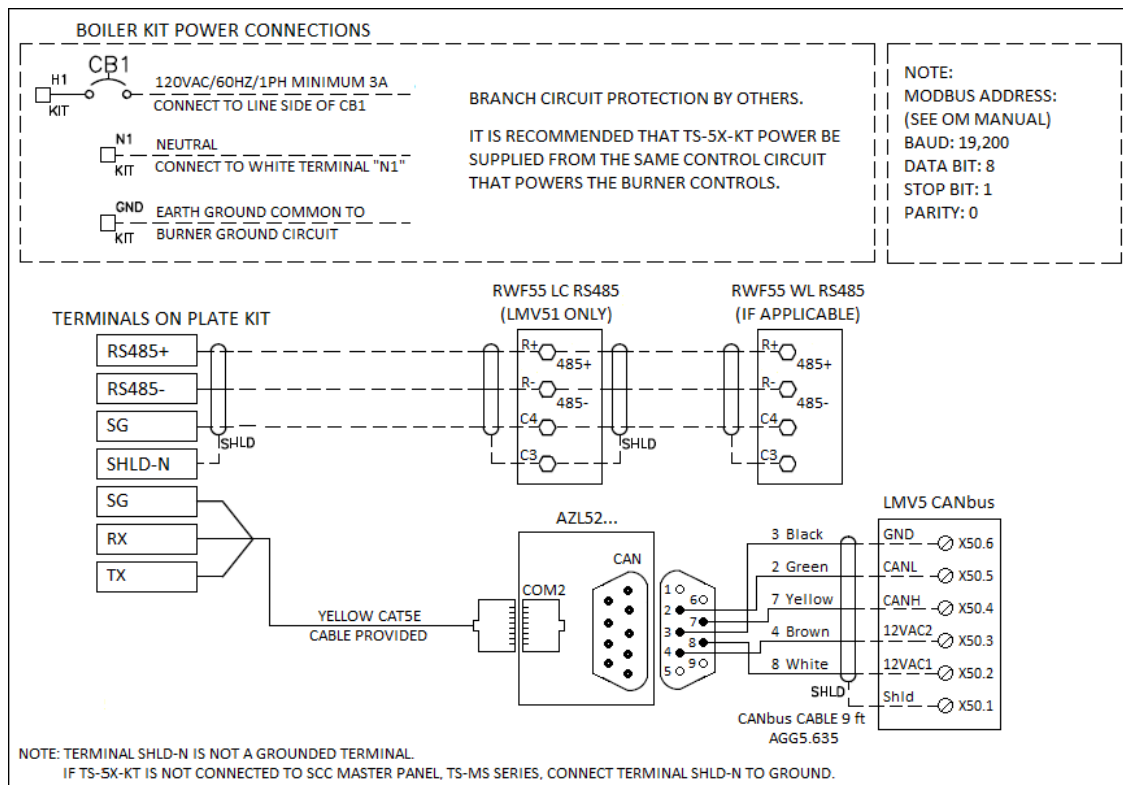 BOILER KIT POWER CONNECTIONS
H1
KIT
CB1
120VAC/60HZ/1PH MINIMUM 3A
CONNECT TO LINE SIDE OF CB1
N1
KIT
NEUTRAL
CONNECT TO WHITE TERMINAL "N1"
GND
KIT
EARTH GROUND COMMON TO
BURNER GROUND CIRCUIT
BRANCH CIRCUIT PROTECTION BY OTHERS.
IT IS RECOMMENDED THAT TS-5X-KT POWER BE
SUPPLIED FROM THE SAME CONTROL CIRCUIT
THAT POWERS THE BURNER CONTROLS.
NOTE:
MODBUS ADDRESS:
(SEE OM MANUAL)
BAUD: 19,200
DATA BIT: 8
STOP BIT: 1
PARITY: 0
TERMINALS ON PLATE KIT
RS485+
RS485-
SG
SHLD-N
SG
RX
TX
SHLD
RWF55 LC RS485
(LMV51 ONLY)
R+
485+
R-
485-
C4
C3
SHLD
RWF55 WL RS485
(IF APPLICABLE)
R+
485+
R-
485-
C4
C3
YELLOW CAT5E
CABLE PROVIDED
AZL52...
COM2
CAN
1
6
2
7
3
8
4
9
5
3 Black
2 Green
7 Yellow
4 Brown
8 White
SHLD
CANbus CABLE 9 ft
AGG5.635
LMV5 CANbus
GND X50.6
CANL X50.5
CANH X50.4
12VAC2 X50.3
12VAC1 X50.2
Shld X50.1
NOTE: TERMINAL SHLD-N IS NOT A GROUNDED TERMINAL.
IF TS-5X-KT IS NOT CONNECTED TO SCC MASTER PANEL, TS-MS SERIES, CONNECT TERMINAL SHLD-N TO GROUND.